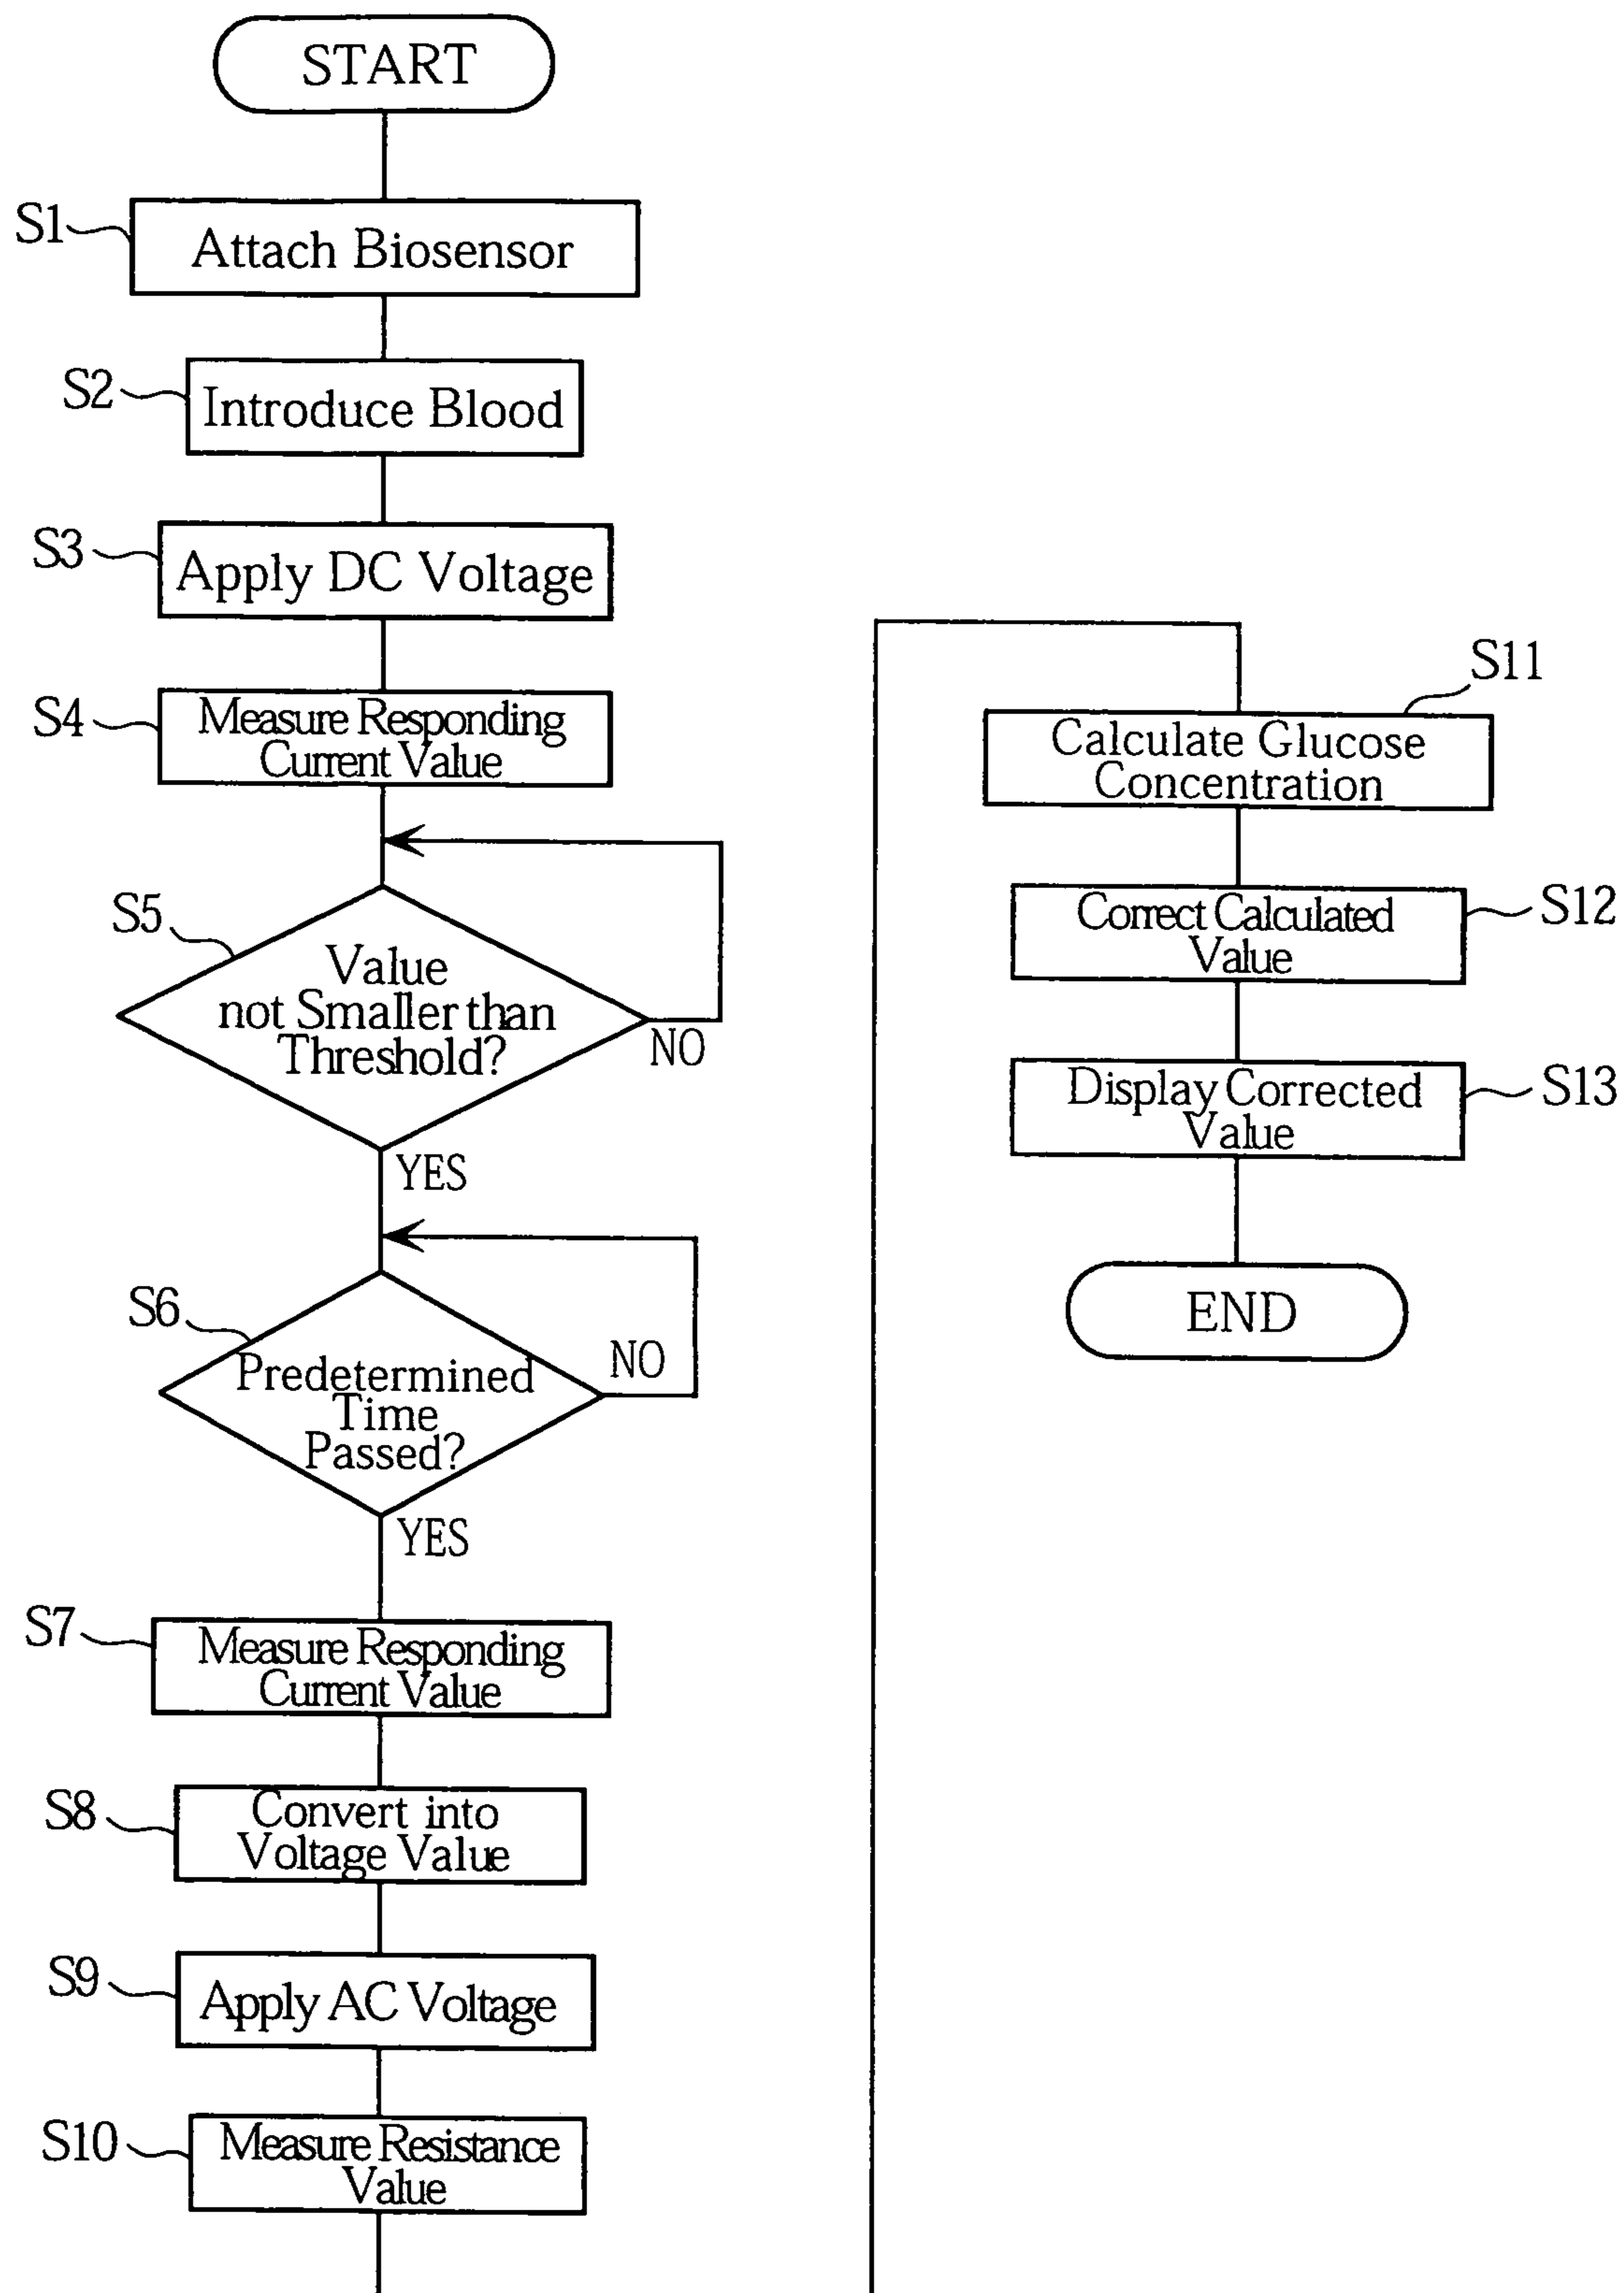 START
S1
Attach Biosensor
S2
Introduce Blood
S3
Apply DC Voltage
S4
Measure Responding
Current Value
S5
Value
not Smaller than
Threshold?
NO
YES
S6
Predetermined
Time
Passed?
NO
YES
S7
Measure Responding
Current Value
S8
Convert into
Voltage Value
S9
Apply AC Voltage
S10
Measure Resistance
Value
S11
Calculate Glucose
Concentration
S12
Correct Calculated
Value
S13
Display Corrected
Value
END